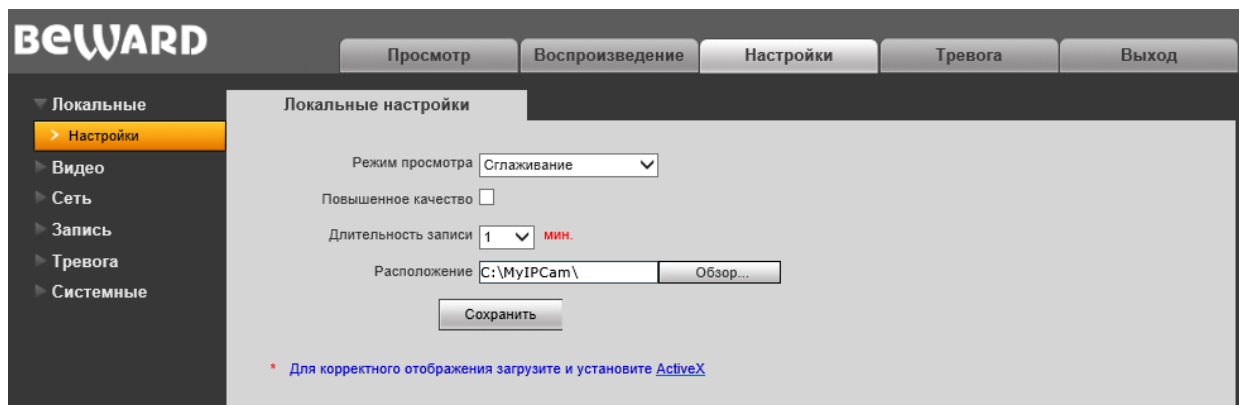 BEWARD
Просмотр Воспроизведение Настройки Тревога Выход
Локальные
Настройки
Видео
Сеть
Запись
Тревога
Системные
Локальные настройки
Режим просмотра Сглаживание
Повышенное качество
Длительность записи 1 мин.
Расположение C:\MyIPCam\ Обзор...
Сохранить
* Для корректного отображения загрузите и установите ActiveX